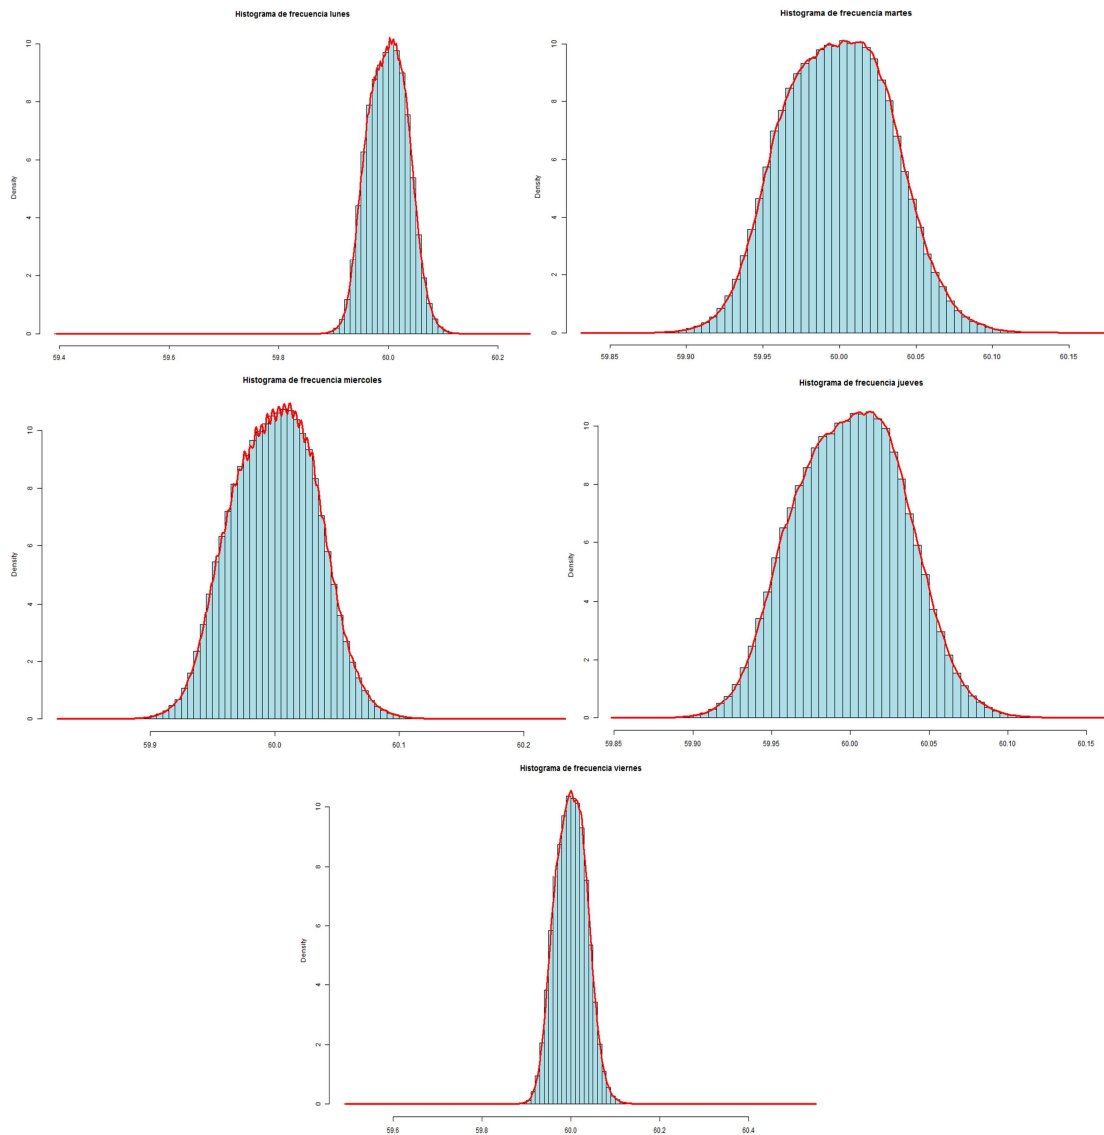 Histograma de frecuencia lunes
Density
0 2 4 6 8 10
59.4 59.6 59.8 60.0 60.2
Histograma de frecuencia martes
Density
0 2 4 6 8 10
59.85 59.90 59.95 60.00 60.05 60.10 60.15
Histograma de frecuencia miercoles
Density
0 2 4 6 8 10
59.9 60.0 60.1 60.2
Histograma de frecuencia jueves
Density
0 2 4 6 8 10
59.85 59.90 59.95 60.00 60.05 60.10 60.15
Histograma de frecuencia viernes
Density
0 2 4 6 8 10
59.6 59.8 60.0 60.2 60.4